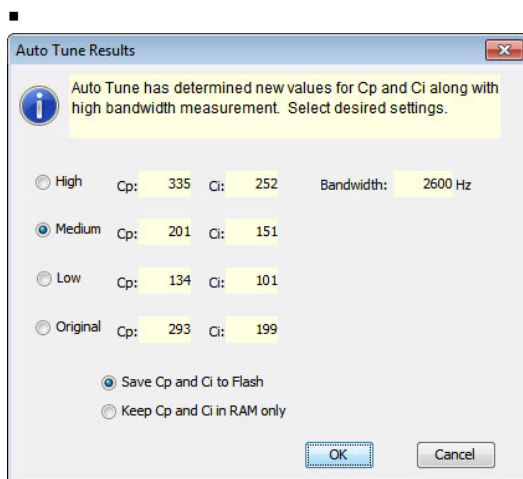 Auto Tune Results
Auto Tune has determined new values for Cp and Ci along with
high bandwidth measurement. Select desired settings.
High Cp: 335 Ci: 252 Bandwidth: 2600 Hz
Medium Cp: 201 Ci: 151
Low Cp: 134 Ci: 101
Original Cp: 293 Ci: 199
Save Cp and Ci to Flash
Keep Cp and Ci in RAM only
OK Cancel